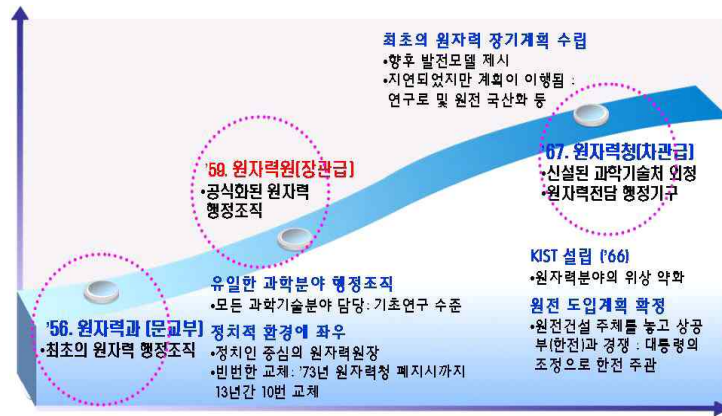 최초의 원자력 장기계획 수립
•향후 발전모델 제시
•지연되었지만 계획이 이행됨 :
연구로 및 원전 국산화 등
'59. 원자력원(장관급)
•공식화된 원자력
행정조직
'67. 원자력청(차관급)
•신설된 과학기술처 외청
•원자력전담 행정기구
'56. 원자력과 (문교부)
•최초의 원자력 행정조직
유일한 과학분야 행정조직
•모든 과학기술분야 담당: 기초연구 수준
정치적 환경에 좌우
•정치인 중심의 원자력원장
•빈번한 교체: '73년 원자력청 폐지시까지
13년간 10번 교체
KIST 설립 ('66)
•원자력분야의 위상 약화
원전 도입계획 확정
•원전건설 주체를 놓고 상공
부(한전)과 경쟁 : 대통령의
조정으로 한전 주관